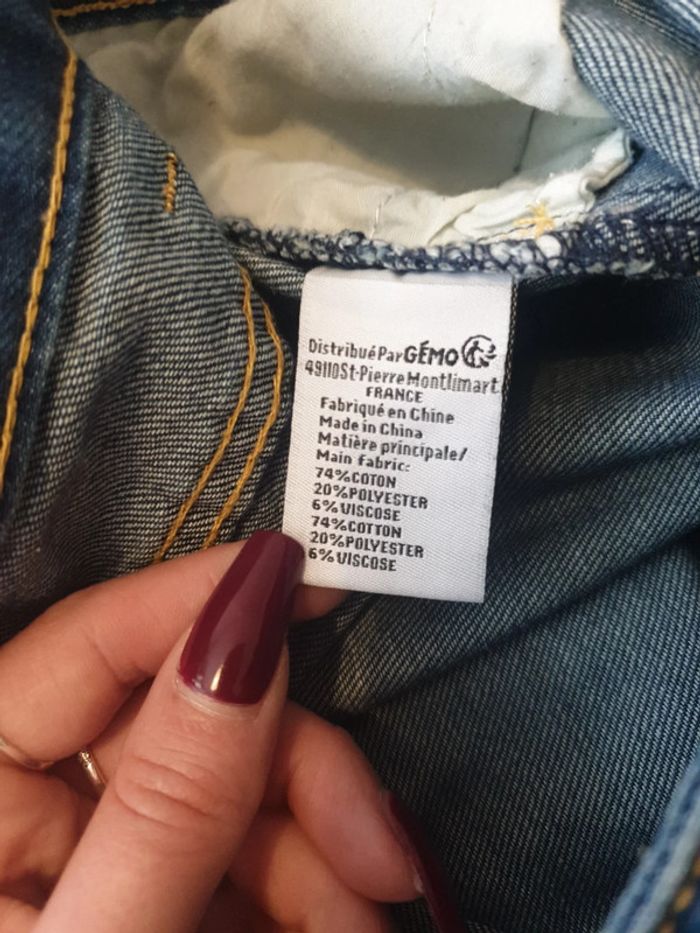 Distribué Par GÉMO
49110 St-Pierre Montlimart
FRANCE
Fabriqué en Chine
Made in China
Matière principale/
Main fabric:
74% COTON
20% POLYESTER
6% VISCOSE
74% COTTON
20% POLYESTER
6% VISCOSE